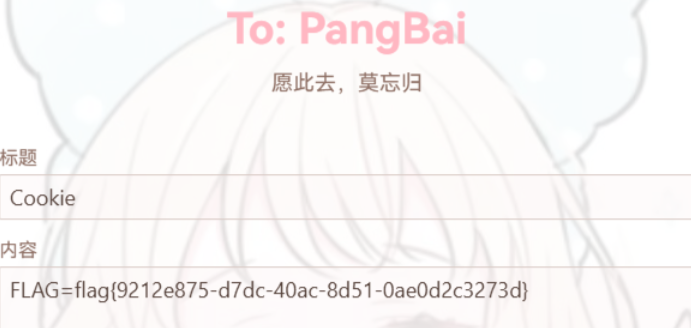 To: PangBai
愿此去，莫忘归
标题
Cookie
内容
FLAG=flag{9212e875-d7dc-40ac-8d51-0ae0d2c3273d}